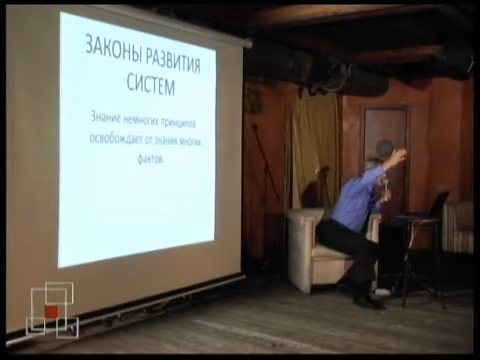 ЗАКОНЫ РАЗВИТИЯ
СИСТЕМ
Знание немногих принципов
освобождает от знания многих
фактов